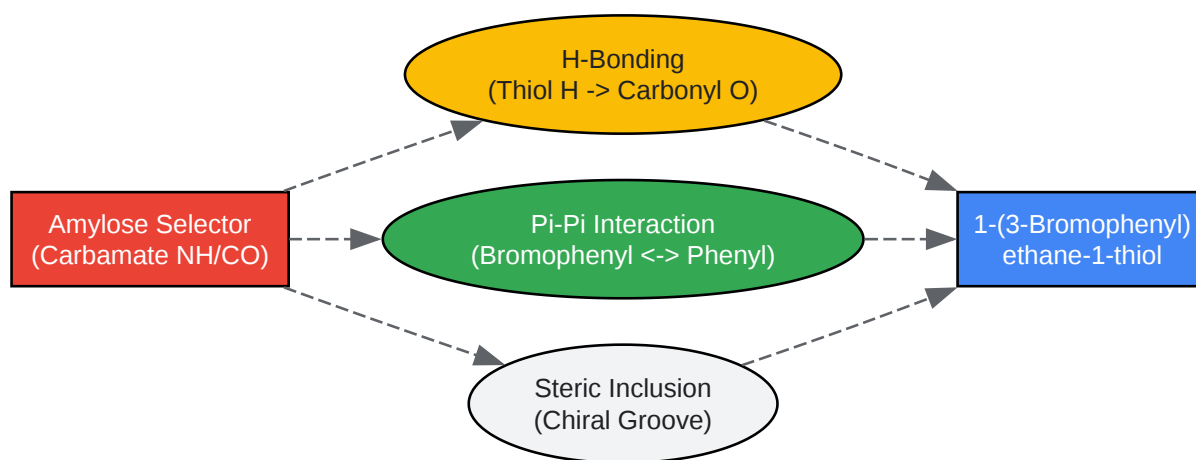 H-Bonding
(Thiol H -> Carbonyl O)
Amylose Selector
(Carbamate NH/CO)
Pi-Pi Interaction
(Bromophenyl <-> Phenyl)
1-(3-Bromophenyl)
ethane-1-thiol
Steric Inclusion
(Chiral Groove)